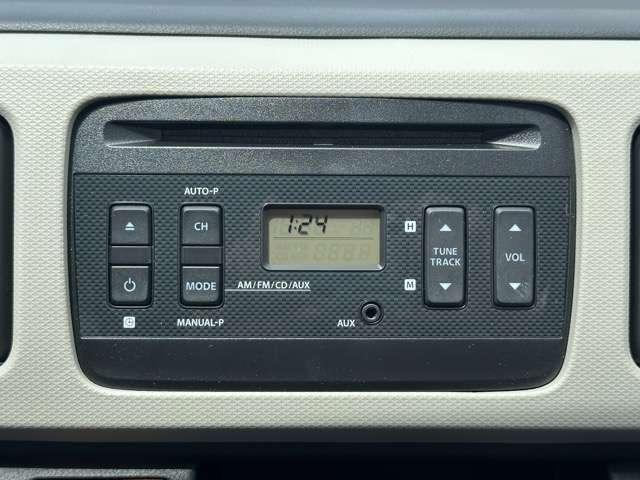 AUTO-P
CH
1:24
H
TUNE
TRACK
VOL
MODE
AM/FM/CD/AUX
M
MANUAL-P
AUX